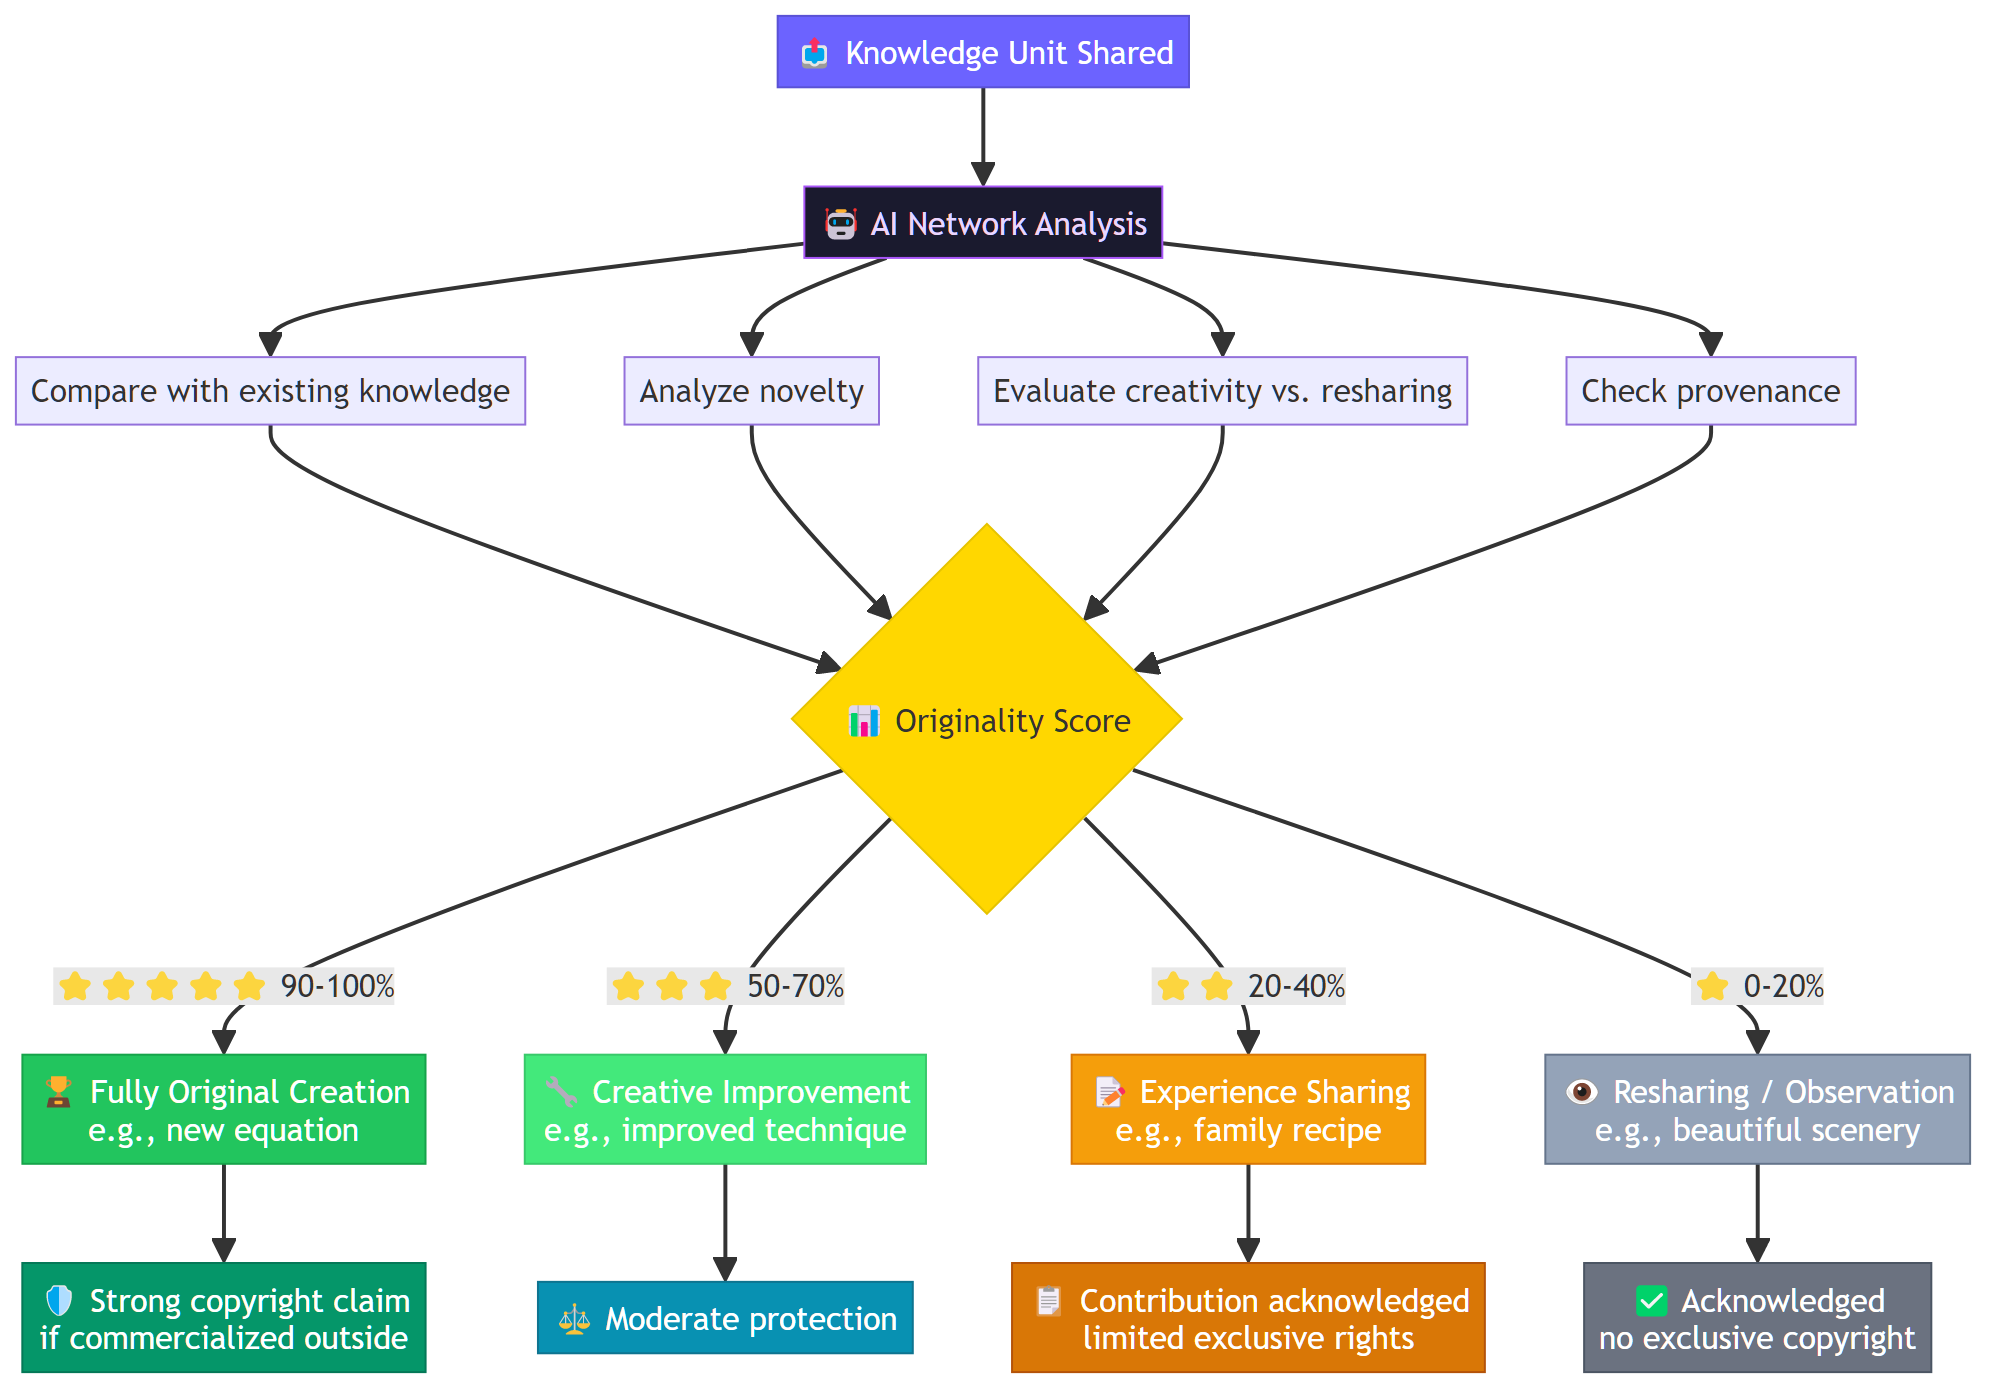 📤 Knowledge Unit Shared
🤖 AI Network Analysis
Compare with existing knowledge
Analyze novelty
Evaluate creativity vs. resharing
Check provenance
📊 Originality Score
⭐⭐⭐⭐⭐ 90-100%
⭐⭐⭐ 50-70%
⭐⭐ 20-40%
⭐ 0-20%
🏆 Fully Original Creation
e.g., new equation
🔧 Creative Improvement
e.g., improved technique
📝 Experience Sharing
e.g., family recipe
👁️ Resharing / Observation
e.g., beautiful scenery
🛡️ Strong copyright claim
if commercialized outside
⚖️ Moderate protection
📋 Contribution acknowledged
limited exclusive rights
✅ Acknowledged
no exclusive copyright